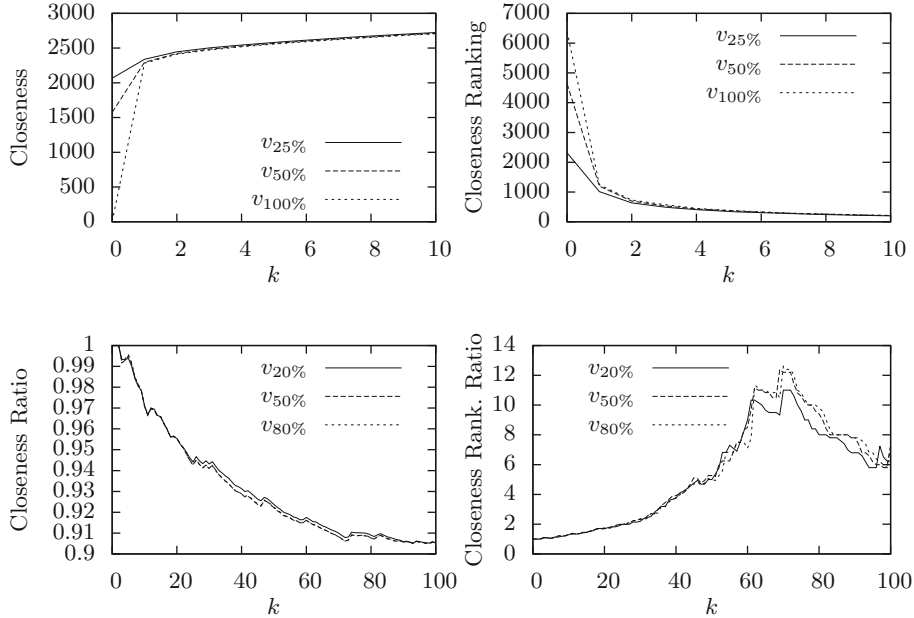 Closeness
3000
2500
2000
1500
1000
500
0
v25%
v50%
v100%
0 2 4 6 8 10
k
Closeness Ranking
7000
6000
5000
4000
3000
2000
1000
0
v25%
v50%
v100%
0 2 4 6 8 10
k
Closeness Ratio
1
0.99
0.98
0.97
0.96
0.95
0.94
0.93
0.92
0.91
0.9
v20%
v50%
v80%
0 20 40 60 80 100
k
Closeness Rank. Ratio
14
12
10
8
6
4
2
0
v20%
v50%
v80%
0 20 40 60 80 100
k